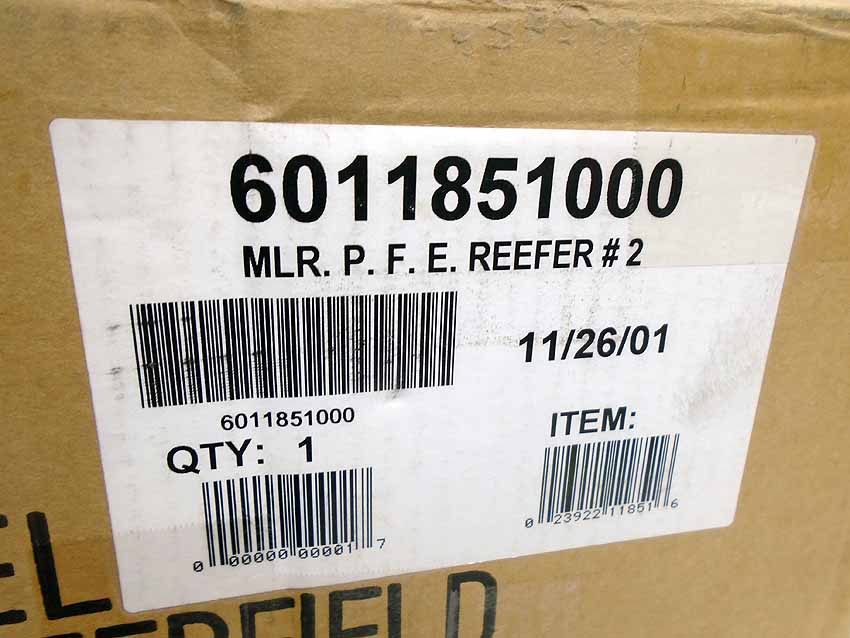 6011851000
MLR. P. F. E. REEFER # 2
11/26/01
6011851000
QTY: 1
ITEM:
0 00000 00001 7
0 23922 11851 6